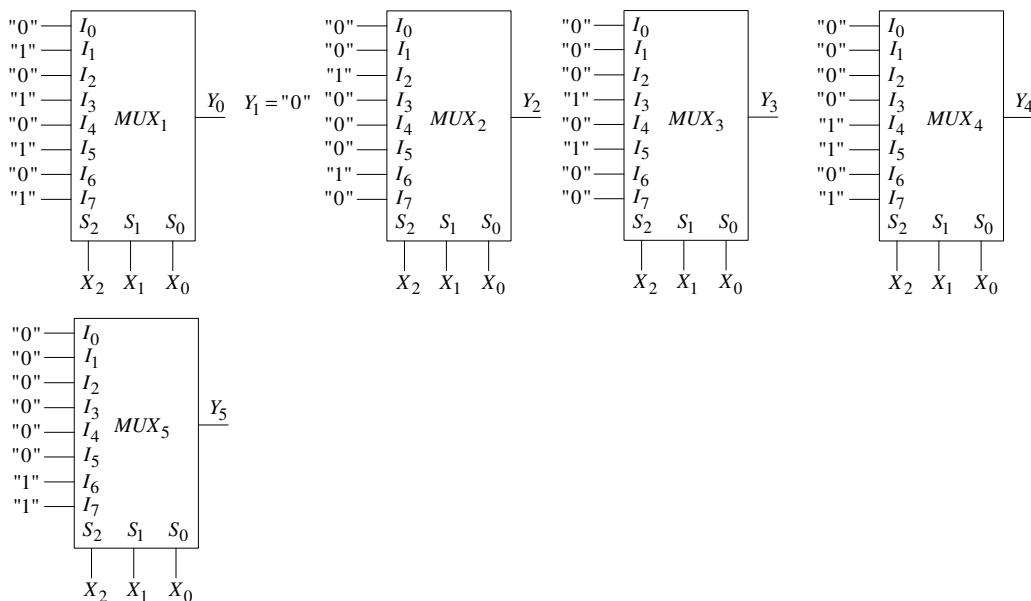 "0" I0 "0" I0 "0" I0 "0" I0
"1" I1 "0" I1 "0" I1 "0" I1
"0" I2 "1" I2 "0" I2 "0" I2
"1" I3 MUX1 Y0 Y1 = "0" "0" I3 MUX2 Y2 "1" I3 MUX3 Y3 "0" I3 MUX4 Y4
"0" I4 "0" I4 "0" I4 "1" I4
"1" I5 "0" I5 "1" I5 "1" I5
"0" I6 "1" I6 "0" I6 "0" I6
"1" I7 "0" I7 "0" I7 "1" I7
S2 S1 S0 S2 S1 S0 S2 S1 S0 S2 S1 S0
X2 X1 X0 X2 X1 X0 X2 X1 X0 X2 X1 X0
"0" I0
"0" I1
"0" I2
"0" I3 Y5
"0" I4 MUX5
"0" I5
"1" I6
"1" I7
S2 S1 S0
X2 X1 X0